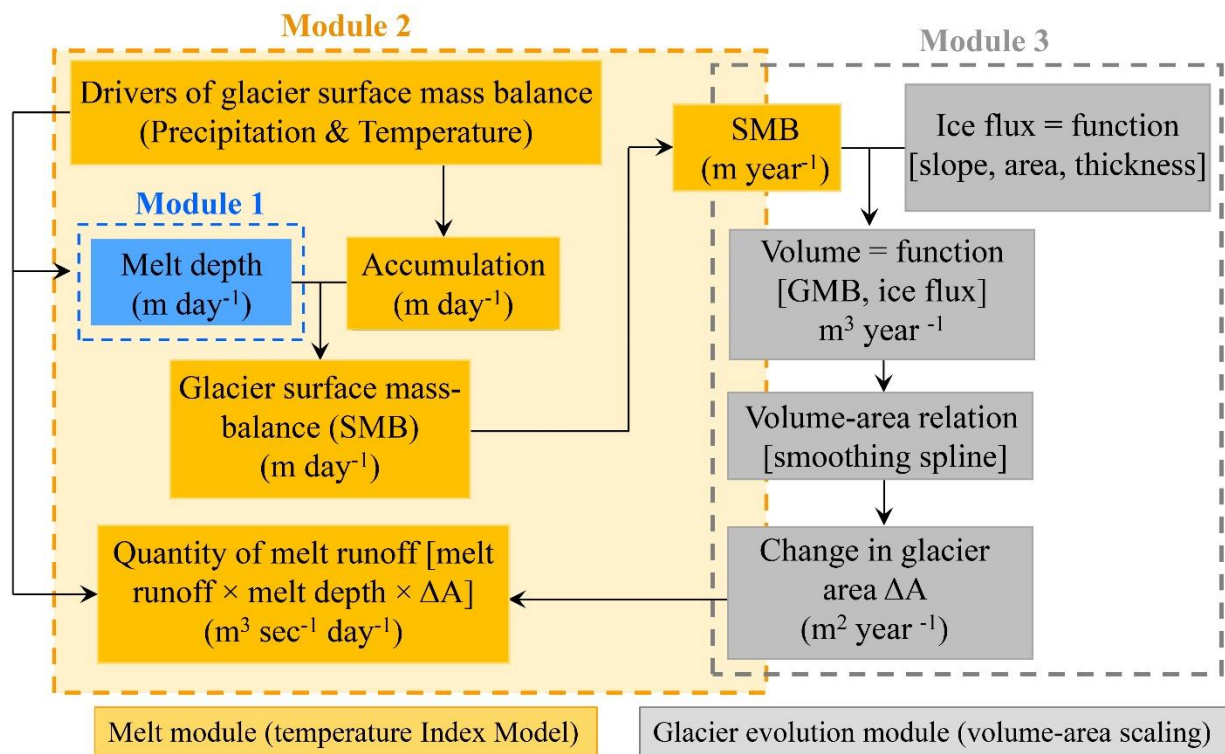 Module 2
Drivers of glacier surface mass balance
(Precipitation & Temperature)
Module 1
Melt depth
(m day⁻¹)
Accumulation
(m day⁻¹)
Glacier surface mass-
balance (SMB)
(m day⁻¹)
Quantity of melt runoff [melt
runoff × melt depth × ΔA]
(m³ sec⁻¹ day⁻¹)
SMB
(m year⁻¹)
Module 3
Ice flux = function
[slope, area, thickness]
Volume = function
[GMB, ice flux]
m³ year ⁻¹
Volume-area relation
[smoothing spline]
Change in glacier
area ΔA
(m² year ⁻¹)
Melt module (temperature Index Model)
Glacier evolution module (volume-area scaling)